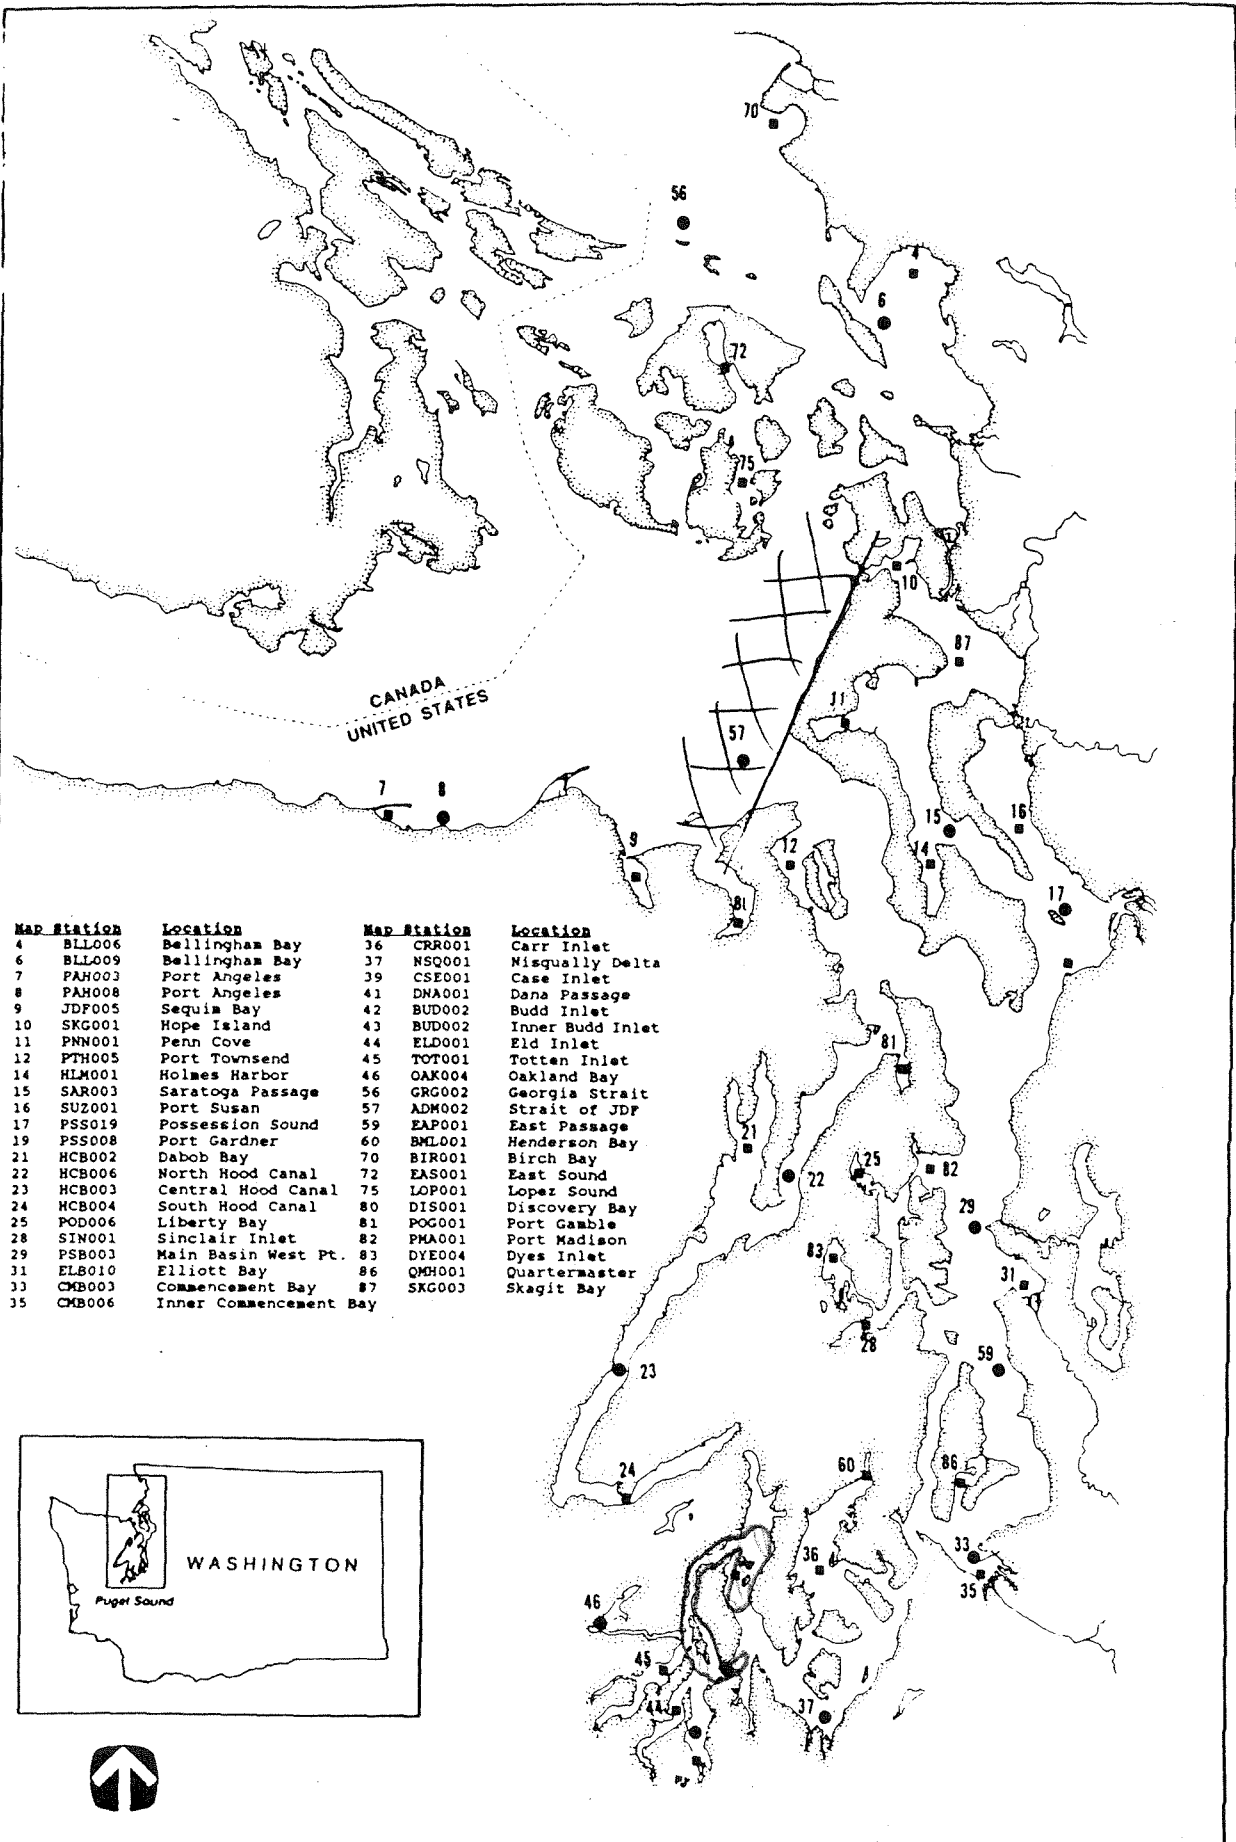 70
56
4
6
72
75
10
87
CANADA
UNITED STATES
11
57
7
8
15
16
9
12
14
17
81
Map Station Location Map Station Location
4 BLL006 Bellingham Bay 36 CRR001 Carr Inlet
6 BLL009 Bellingham Bay 37 NSQ001 Nisqually Delta
7 PAH003 Port Angeles 39 CSE001 Case Inlet
8 PAH008 Port Angeles 41 DNA001 Dana Passage
9 JDF005 Sequim Bay 42 BUD002 Budd Inlet
10 SKG001 Hope Island 43 BUD002 Inner Budd Inlet
11 PNN001 Penn Cove 44 ELD001 Eld Inlet
12 PTH005 Port Townsend 45 TOT001 Totten Inlet
14 HLM001 Holmes Harbor 46 OAK004 Oakland Bay
15 SAR003 Saratoga Passage 56 GRG002 Georgia Strait
16 SUZ001 Port Susan 57 ADM002 Strait of JDF
17 PSS019 Possession Sound 59 EAP001 East Passage
19 PSS008 Port Gardner 60 BML001 Henderson Bay
21 HCB002 Dabob Bay 70 BIR001 Birch Bay
22 HCB006 North Hood Canal 72 EAS001 East Sound
23 HCB003 Central Hood Canal 75 LOP001 Lopez Sound
24 HCB004 South Hood Canal 80 DIS001 Discovery Bay
25 POD006 Liberty Bay 81 POG001 Port Gamble
28 SIN001 Sinclair Inlet 82 PMA001 Port Madison
29 PSB003 Main Basin West Pt. 83 DYE004 Dyes Inlet
31 ELB010 Elliott Bay 86 QMH001 Quartermaster
33 CMB003 Commencement Bay 87 SKG003 Skagit Bay
35 CMB006 Inner Commencement Bay
81
21
22
25
82
29
83
31
28
59
23
24
60
86
33
36
35
46
45
44
37
WASHINGTON
Puget Sound